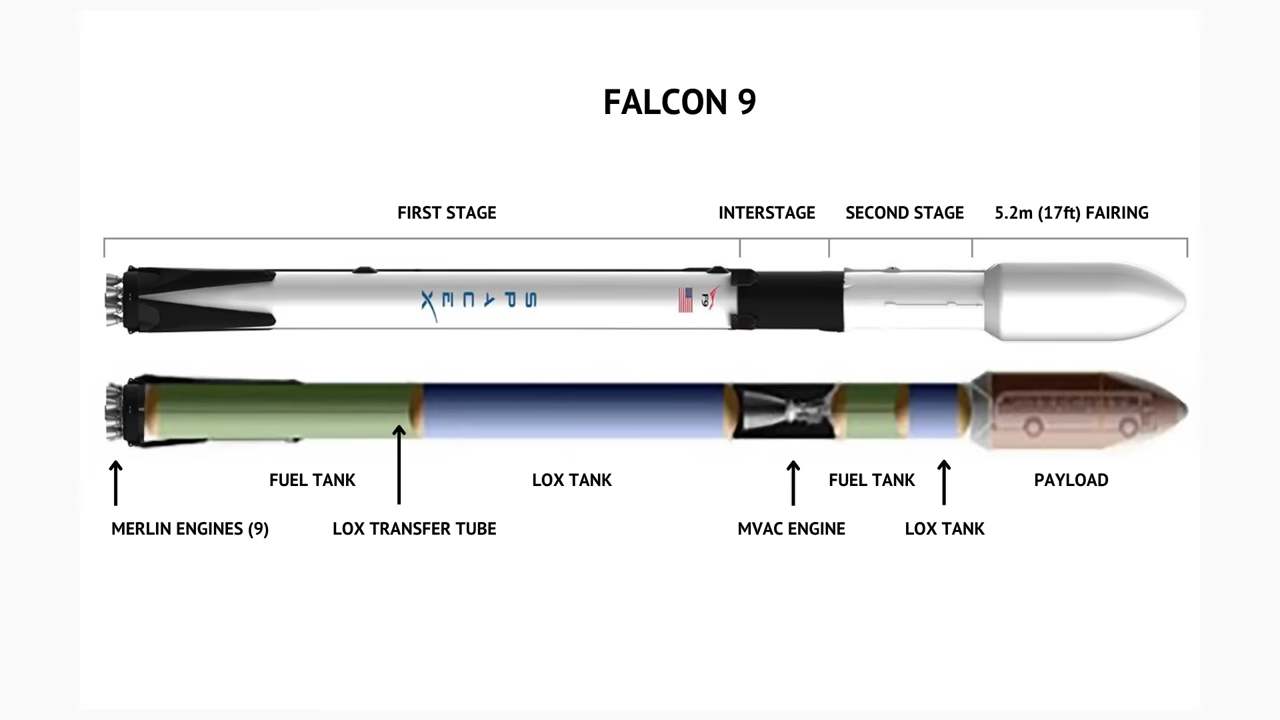 FALCON 9
FIRST STAGE
INTERSTAGE
SECOND STAGE
5.2m (17ft) FAIRING
SPACEX
F9
FUEL TANK
LOX TANK
FUEL TANK
PAYLOAD
MERLIN ENGINES (9)
LOX TRANSFER TUBE
MVAC ENGINE
LOX TANK